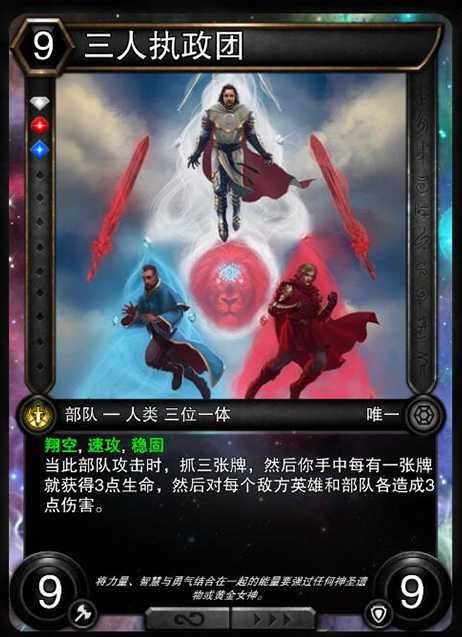 9 三人执政团
部队 — 人类 三位一体 唯一
翔空, 速攻, 稳固
当此部队攻击时，抓三张牌，然后你手中每有一张牌
就获得3点生命，然后对每个敌方英雄和部队各造成3
点伤害。
将力量、智慧与勇气结合在一起的能量要强过任何神圣遗
物或黄金女神。
9 9